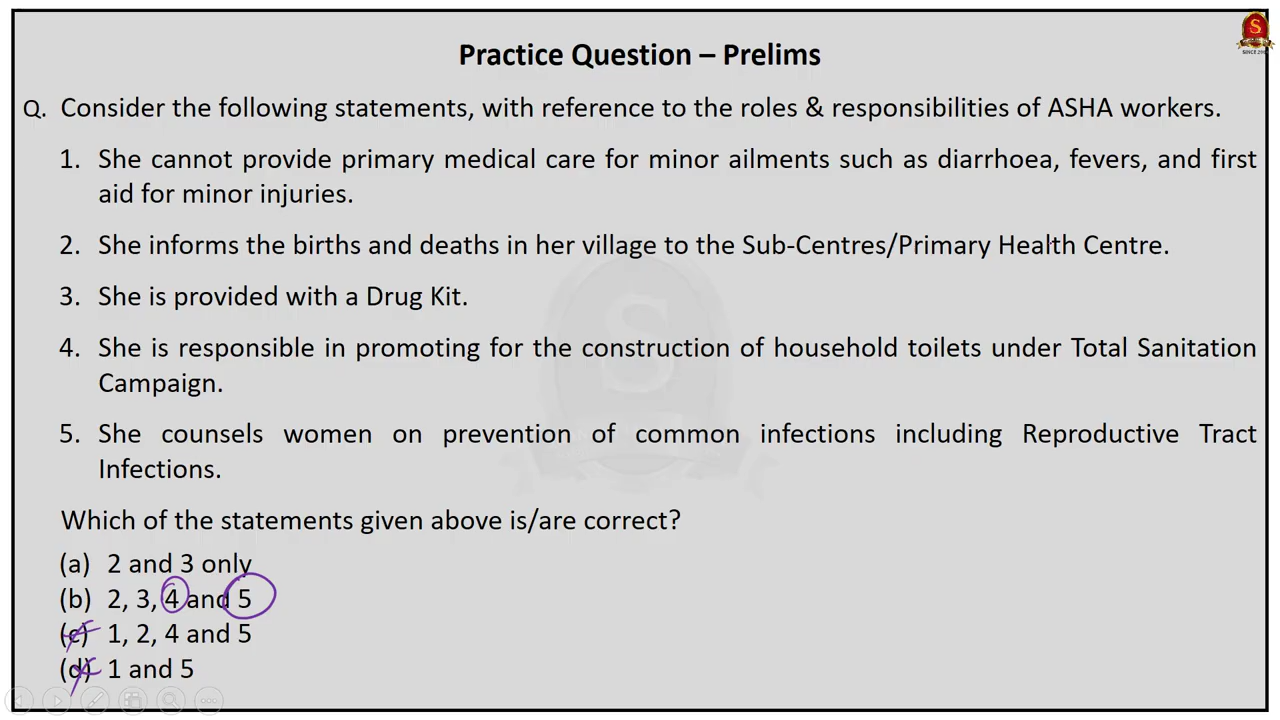 Practice Question – Prelims
Q. Consider the following statements, with reference to the roles & responsibilities of ASHA workers.
1. She cannot provide primary medical care for minor ailments such as diarrhoea, fevers, and first
aid for minor injuries.
2. She informs the births and deaths in her village to the Sub-Centres/Primary Health Centre.
3. She is provided with a Drug Kit.
4. She is responsible in promoting for the construction of household toilets under Total Sanitation
Campaign.
5. She counsels women on prevention of common infections including Reproductive Tract
Infections.
Which of the statements given above is/are correct?
(a) 2 and 3 only
(b) 2, 3, 4 and 5
(c) 1, 2, 4 and 5
(d) 1 and 5